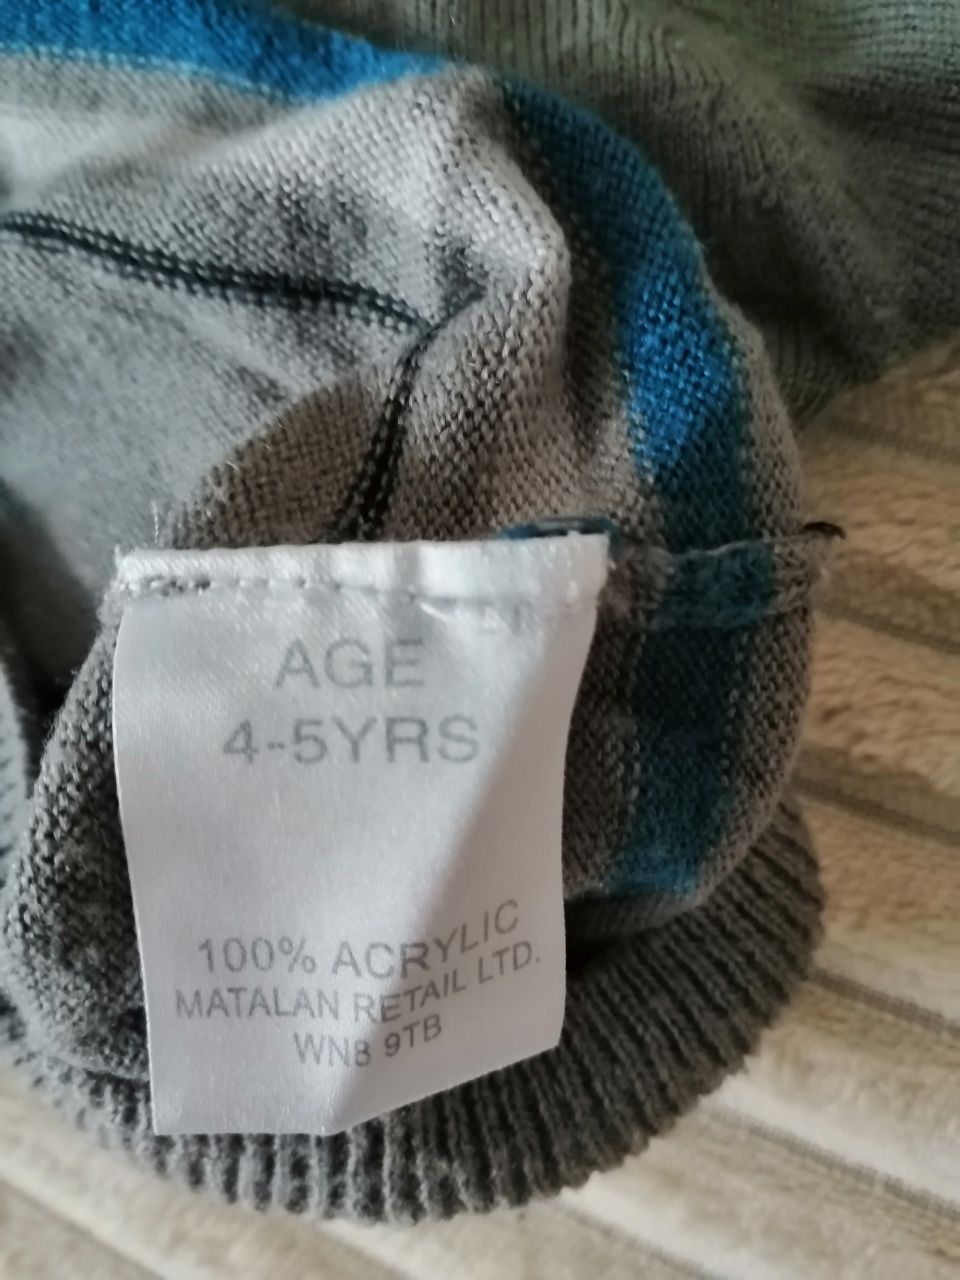 AGE
4-5YRS
100% ACRYLIC
MATALAN RETAIL LTD.
WN8 9TB